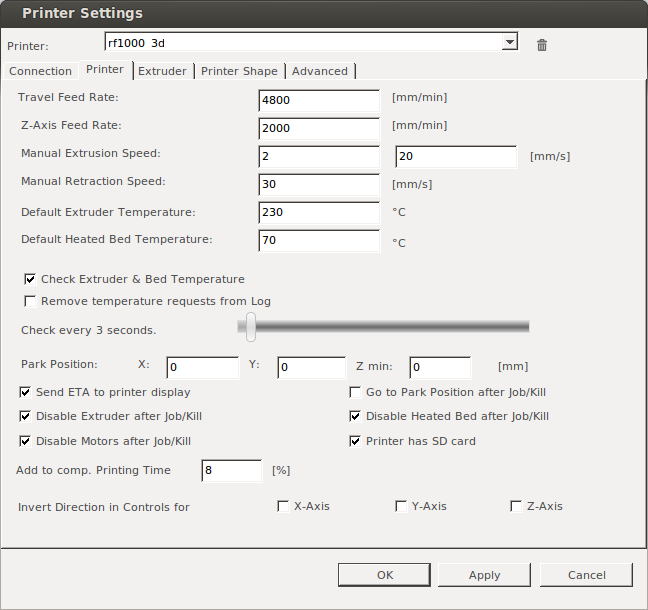 Printer Settings
Printer: rf1000 3d
Connection Printer Extruder Printer Shape Advanced
Travel Feed Rate: 4800 [mm/min]
Z-Axis Feed Rate: 2000 [mm/min]
Manual Extrusion Speed: 2 20 [mm/s]
Manual Retraction Speed: 30 [mm/s]
Default Extruder Temperature: 230 °C
Default Heated Bed Temperature: 70 °C
Check Extruder & Bed Temperature
Remove temperature requests from Log
Check every 3 seconds.
Park Position: X: 0 Y: 0 Z min: 0 [mm]
Send ETA to printer display Go to Park Position after Job/Kill
Disable Extruder after Job/Kill Disable Heated Bed after Job/Kill
Disable Motors after Job/Kill Printer has SD card
Add to comp. Printing Time 8 [%]
Invert Direction in Controls for X-Axis Y-Axis Z-Axis
OK Apply Cancel